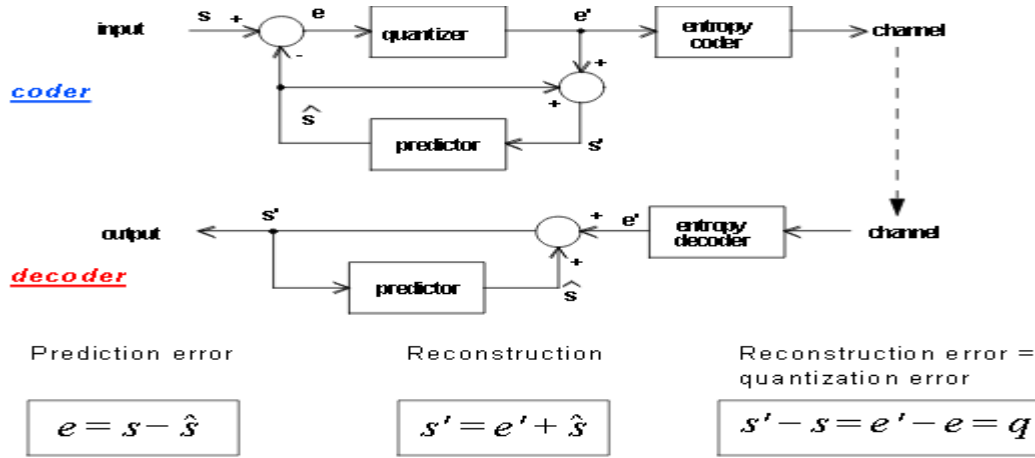 s + e e' entropy
input quantizer coder channel
- +
coder +
ŝ predictor s'
s' + e' entropy
output decoder channel
+
decoder predictor ŝ
Prediction error Reconstruction Reconstruction error =
quantization error
e = s − ŝ s' = e' + ŝ s' − s = e' − e = q